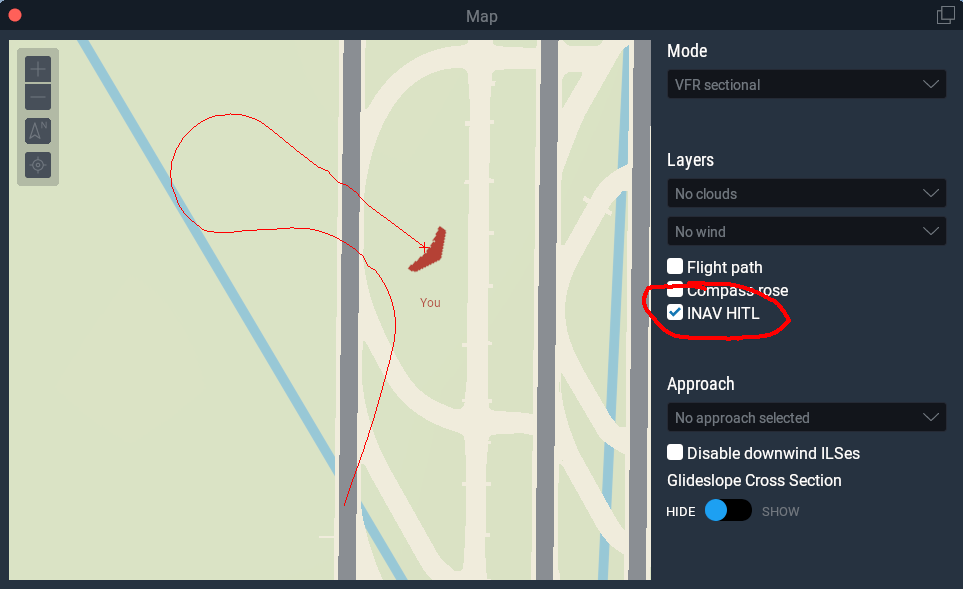 Map
+
−
N
You
Mode
VFR sectional
Layers
No clouds
No wind
Flight path
Compass rose
INAV HITL
Approach
No approach selected
Disable downwind ILSes
Glideslope Cross Section
HIDE SHOW